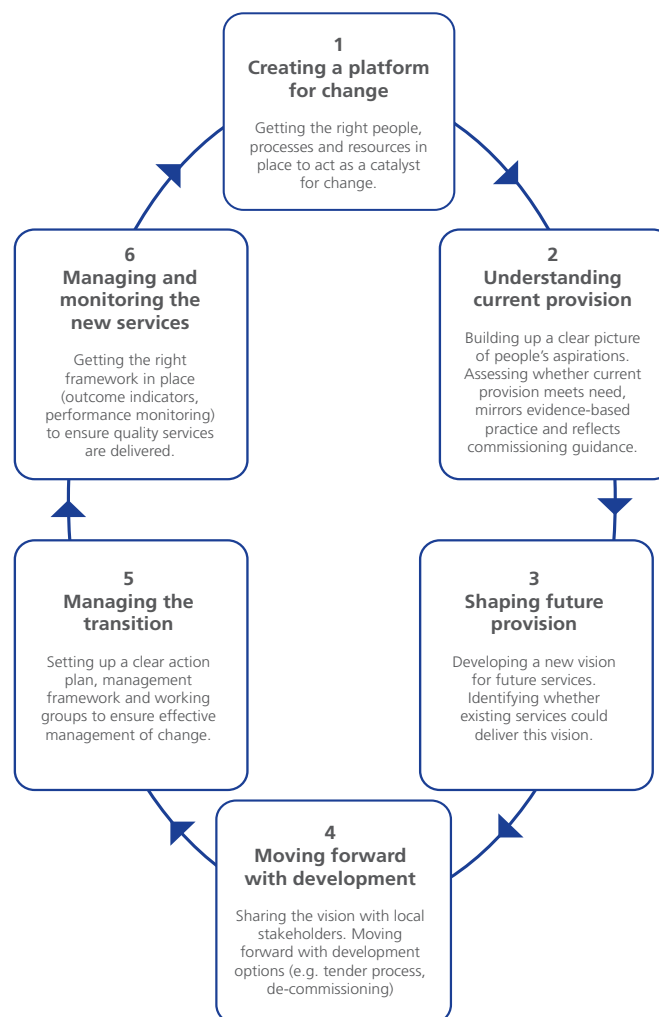 1
Creating a platform
for change
Getting the right people,
processes and resources in
place to act as a catalyst
for change.
2
Understanding
current provision
Building up a clear picture
of people’s aspirations.
Assessing whether current
provision meets need,
mirrors evidence-based
practice and reflects
commissioning guidance.
3
Shaping future
provision
Developing a new vision
for future services.
Identifying whether
existing services could
deliver this vision.
4
Moving forward
with development
Sharing the vision with local
stakeholders. Moving
forward with development
options (e.g. tender process,
de-commissioning)
5
Managing the
transition
Setting up a clear action
plan, management
framework and working
groups to ensure effective
management of change.
6
Managing and
monitoring the
new services
Getting the right
framework in place
(outcome indicators,
performance monitoring)
to ensure quality services
are delivered.